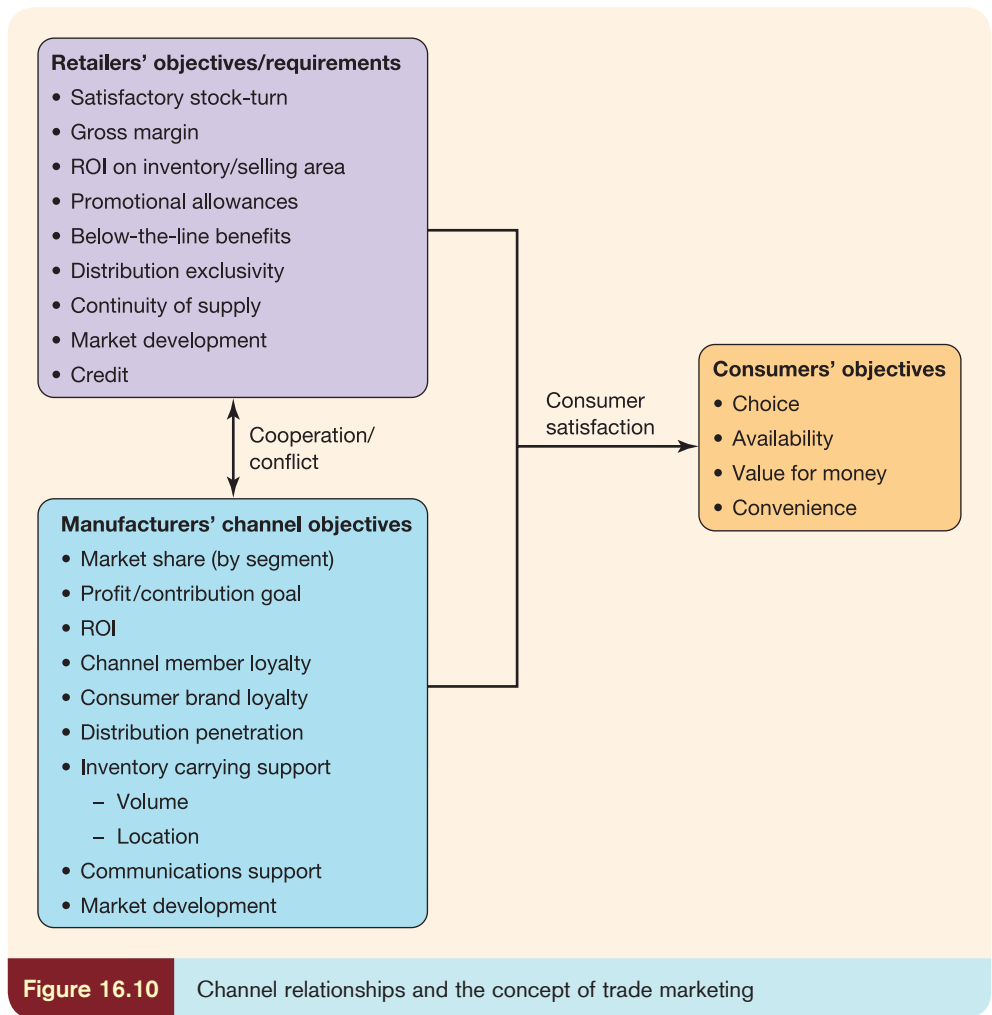 Retailers’ objectives/requirements
• Satisfactory stock-turn
• Gross margin
• ROI on inventory/selling area
• Promotional allowances
• Below-the-line benefits
• Distribution exclusivity
• Continuity of supply
• Market development
• Credit
Cooperation/
conflict
Manufacturers’ channel objectives
• Market share (by segment)
• Profit/contribution goal
• ROI
• Channel member loyalty
• Consumer brand loyalty
• Distribution penetration
• Inventory carrying support
– Volume
– Location
• Communications support
• Market development
Consumer
satisfaction
Consumers’ objectives
• Choice
• Availability
• Value for money
• Convenience
Figure 16.10 Channel relationships and the concept of trade marketing